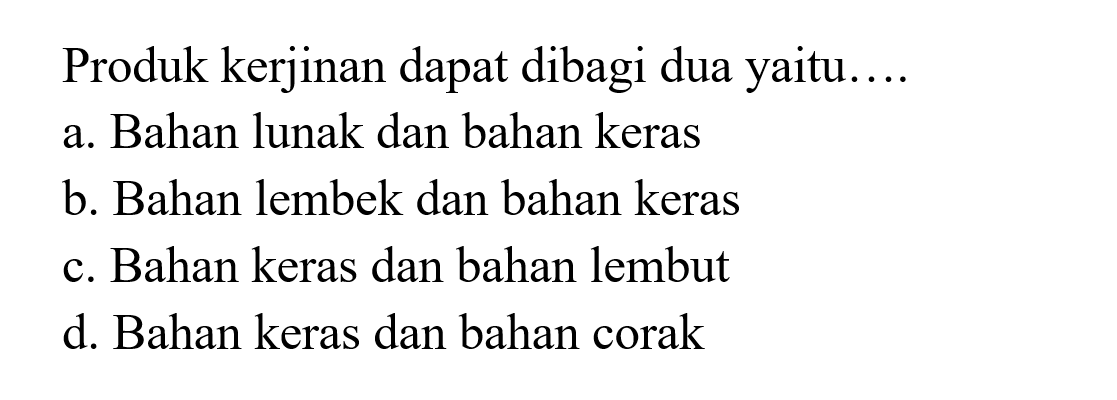 Produk kerjinan dapat dibagi dua yaitu….
a. Bahan lunak dan bahan keras
b. Bahan lembek dan bahan keras
c. Bahan keras dan bahan lembut
d. Bahan keras dan bahan corak